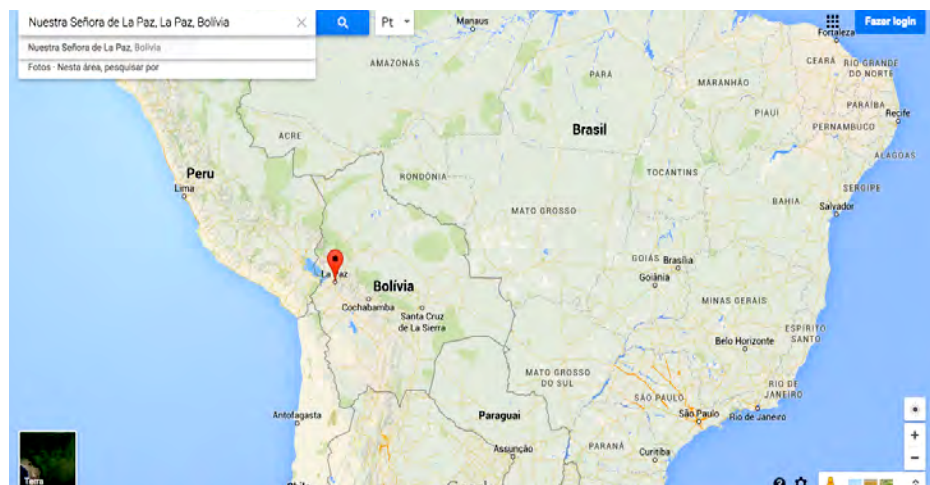 Nuestra Señora de La Paz, La Paz, Bolívia
Pt
Fazer login
Nuestra Señora de La Paz, Bolívia
Fotos - Nesta área, pesquisar por
Manaus
Fortaleza
AMAZONAS
PARÁ
MARANHÃO
CEARÁ
RIO GRANDE
DO NORTE
PIAUÍ
PARAÍBA
Recife
PERNAMBUCO
Brasil
ACRE
ALAGOAS
Peru
Lima
RONDÔNIA
TOCANTINS
SERGIPE
BAHIA
Salvador
MATO GROSSO
GOIÁS
Brasília
Goiânia
La Paz
Bolívia
Cochabamba
Santa Cruz
de La Sierra
MINAS GERAIS
Belo Horizonte
ESPÍRITO
SANTO
MATO GROSSO
DO SUL
RIO DE
JANEIRO
SÃO PAULO
São Paulo
Rio de Janeiro
Antofagasta
Paraguai
Assunção
PARANÁ
Curitiba
Terra
Chile